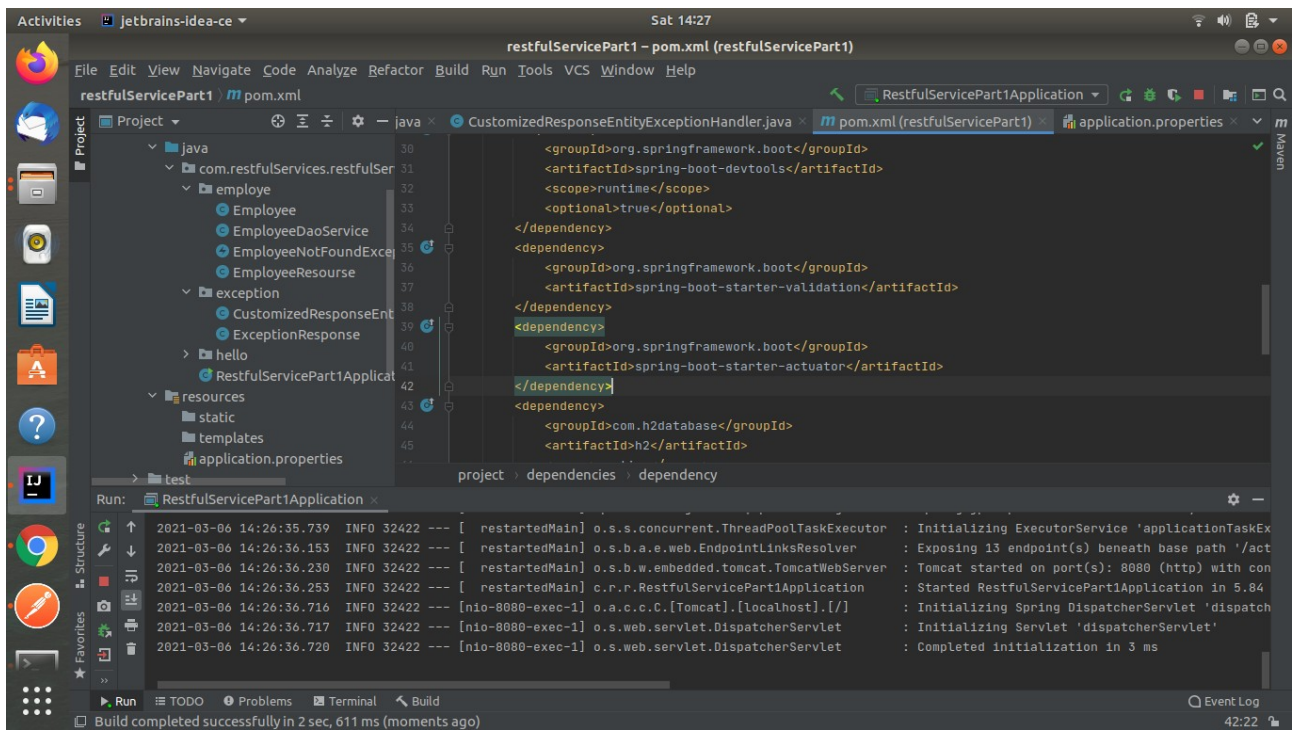 Activities jetbrains-idea-ce Sat 14:27
restfulServicePart1 – pom.xml (restfulServicePart1)
File Edit View Navigate Code Analyze Refactor Build Run Tools VCS Window Help
restfulServicePart1 m pom.xml RestfulServicePart1Application
Project java CustomizedResponseEntityExceptionHandler.java pom.xml (restfulServicePart1) application.properties
Project
Maven
java
com.restfulServices.restfulSer
employe
Employee
EmployeeDaoService
EmployeeNotFoundExce
EmployeeResourse
exception
CustomizedResponseEnt
ExceptionResponse
hello
RestfulServicePart1Applicat
resources
static
templates
application.properties
test
30 <groupId>org.springframework.boot</groupId>
31 <artifactId>spring-boot-devtools</artifactId>
32 <scope>runtime</scope>
33 <optional>true</optional>
34 </dependency>
35 <dependency>
36 <groupId>org.springframework.boot</groupId>
37 <artifactId>spring-boot-starter-validation</artifactId>
38 </dependency>
39 <dependency>
40 <groupId>org.springframework.boot</groupId>
41 <artifactId>spring-boot-starter-actuator</artifactId>
42 </dependency>
43 <dependency>
44 <groupId>com.h2database</groupId>
45 <artifactId>h2</artifactId>
project › dependencies › dependency
Run: RestfulServicePart1Application
2021-03-06 14:26:35.739 INFO 32422 --- [ restartedMain] o.s.s.concurrent.ThreadPoolTaskExecutor : Initializing ExecutorService 'applicationTaskEx
2021-03-06 14:26:36.153 INFO 32422 --- [ restartedMain] o.s.b.a.e.web.EndpointLinksResolver : Exposing 13 endpoint(s) beneath base path '/act
2021-03-06 14:26:36.230 INFO 32422 --- [ restartedMain] o.s.b.w.embedded.tomcat.TomcatWebServer : Tomcat started on port(s): 8080 (http) with con
2021-03-06 14:26:36.253 INFO 32422 --- [ restartedMain] c.r.r.RestfulServicePart1Application : Started RestfulServicePart1Application in 5.84
2021-03-06 14:26:36.716 INFO 32422 --- [nio-8080-exec-1] o.a.c.c.C.[Tomcat].[localhost].[/] : Initializing Spring DispatcherServlet 'dispatch
2021-03-06 14:26:36.717 INFO 32422 --- [nio-8080-exec-1] o.s.web.servlet.DispatcherServlet : Initializing Servlet 'dispatcherServlet'
2021-03-06 14:26:36.720 INFO 32422 --- [nio-8080-exec-1] o.s.web.servlet.DispatcherServlet : Completed initialization in 3 ms
Structure
Favorites
Run TODO Problems Terminal Build Event Log
Build completed successfully in 2 sec, 611 ms (moments ago) 42:22